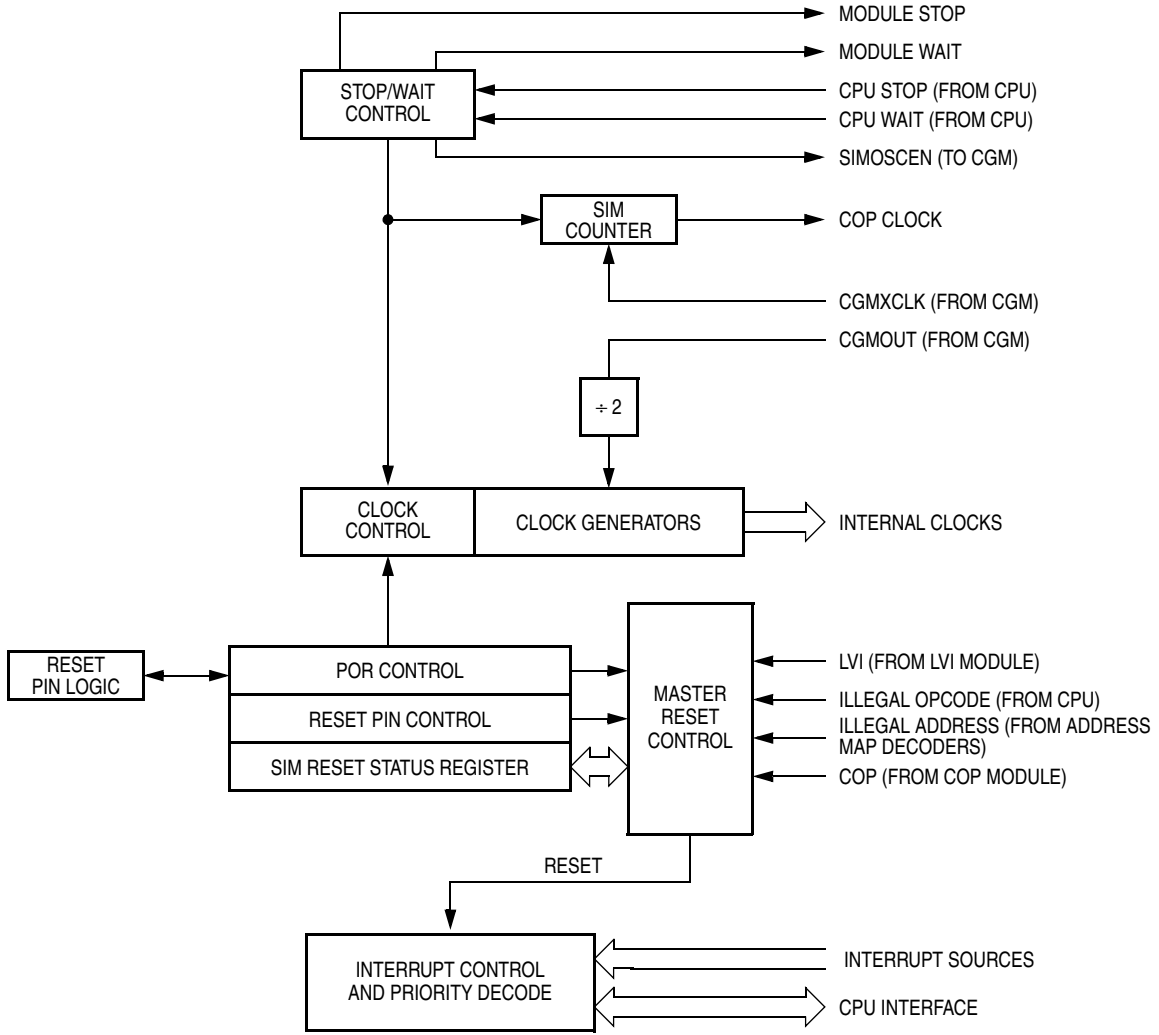 MODULE STOP
MODULE WAIT
STOP/WAIT
CONTROL
CPU STOP (FROM CPU)
CPU WAIT (FROM CPU)
SIMOSCEN (TO CGM)
SIM
COUNTER
COP CLOCK
CGMXCLK (FROM CGM)
CGMOUT (FROM CGM)
÷ 2
CLOCK
CONTROL
CLOCK GENERATORS
INTERNAL CLOCKS
RESET
PIN LOGIC
POR CONTROL
RESET PIN CONTROL
SIM RESET STATUS REGISTER
MASTER
RESET
CONTROL
LVI (FROM LVI MODULE)
ILLEGAL OPCODE (FROM CPU)
ILLEGAL ADDRESS (FROM ADDRESS
MAP DECODERS)
COP (FROM COP MODULE)
RESET
INTERRUPT CONTROL
AND PRIORITY DECODE
INTERRUPT SOURCES
CPU INTERFACE